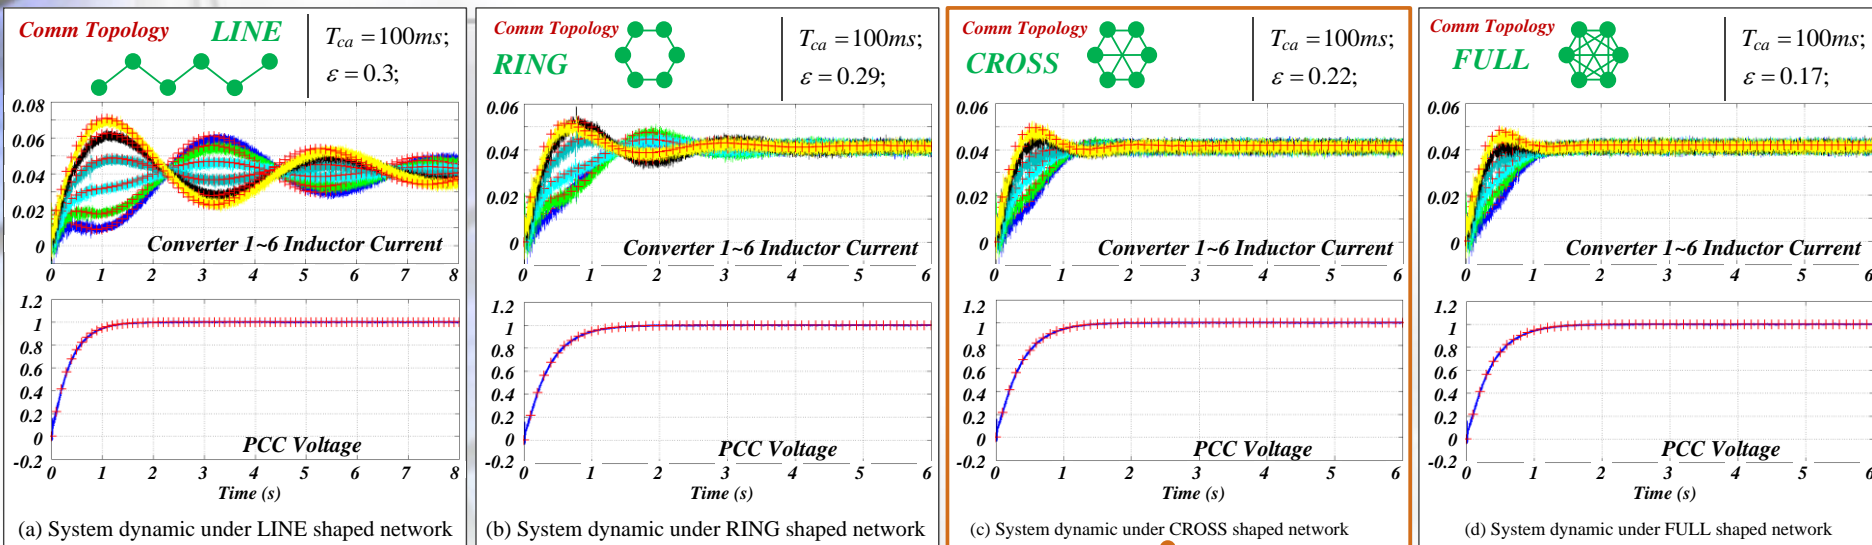 Comm Topology LINE
T_ca = 100ms;
ε = 0.3;
0.08
0.06
0.04
0.02
0
Converter 1~6 Inductor Current
0 1 2 3 4 5 6 7 8
1.2
1
0.8
0.6
0.4
0.2
0
-0.2
PCC Voltage
0 1 2 3 4 5 6 7 8
Time (s)
(a) System dynamic under LINE shaped network
Comm Topology
RING
T_ca = 100ms;
ε = 0.29;
0.06
0.04
0.02
0
Converter 1~6 Inductor Current
0 1 2 3 4 5 6
1.2
1
0.8
0.6
0.4
0.2
0
-0.2
PCC Voltage
0 1 2 3 4 5 6
Time (s)
(b) System dynamic under RING shaped network
Comm Topology
CROSS
T_ca = 100ms;
ε = 0.22;
0.06
0.04
0.02
0
Converter 1~6 Inductor Current
0 1 2 3 4 5 6
1.2
1
0.8
0.6
0.4
0.2
0
-0.2
PCC Voltage
0 1 2 3 4 5 6
Time (s)
(c) System dynamic under CROSS shaped network
Comm Topology
FULL
T_ca = 100ms;
ε = 0.17;
0.06
0.04
0.02
0
Converter 1~6 Inductor Current
0 1 2 3 4 5 6
1.2
1
0.8
0.6
0.4
0.2
0
-0.2
PCC Voltage
0 1 2 3 4 5 6
Time (s)
(d) System dynamic under FULL shaped network